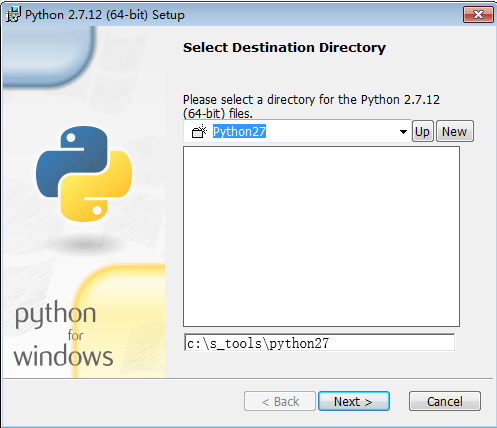 Python 2.7.12 (64-bit) Setup
Select Destination Directory
Please select a directory for the Python 2.7.12
(64-bit) files.
Python27
Up
New
c:\s_tools\python27
python
for
windows
< Back
Next >
Cancel